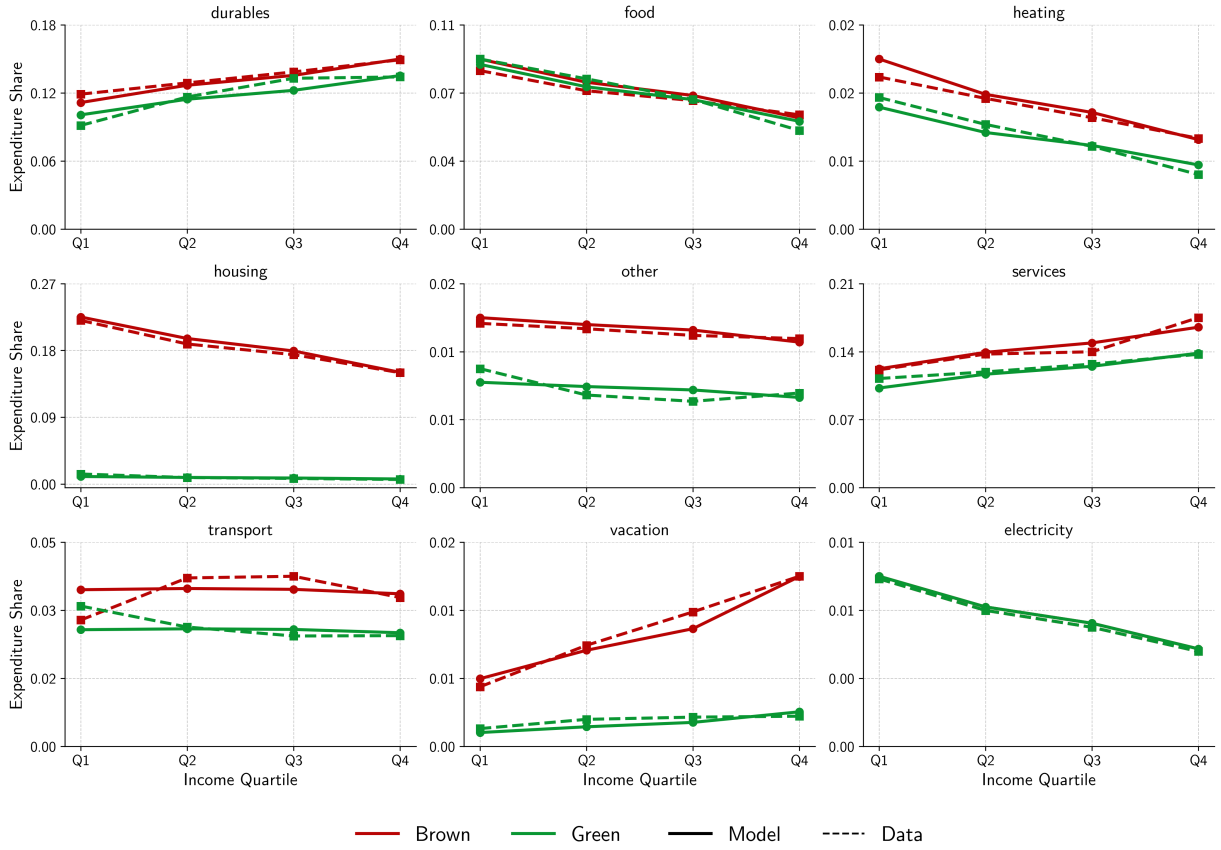 durables
food
heating
Expenditure Share
0.18
0.12
0.06
0.00
Q1 Q2 Q3 Q4
0.11
0.07
0.04
0.00
Q1 Q2 Q3 Q4
0.02
0.02
0.01
0.00
Q1 Q2 Q3 Q4
housing
other
services
Expenditure Share
0.27
0.18
0.09
0.00
Q1 Q2 Q3 Q4
0.02
0.01
0.01
0.00
Q1 Q2 Q3 Q4
0.21
0.14
0.07
0.00
Q1 Q2 Q3 Q4
transport
vacation
electricity
Expenditure Share
0.05
0.03
0.02
0.00
Q1 Q2 Q3 Q4
Income Quartile
0.02
0.01
0.01
0.00
Q1 Q2 Q3 Q4
Income Quartile
0.01
0.01
0.00
0.00
Q1 Q2 Q3 Q4
Income Quartile
Brown Green Model Data